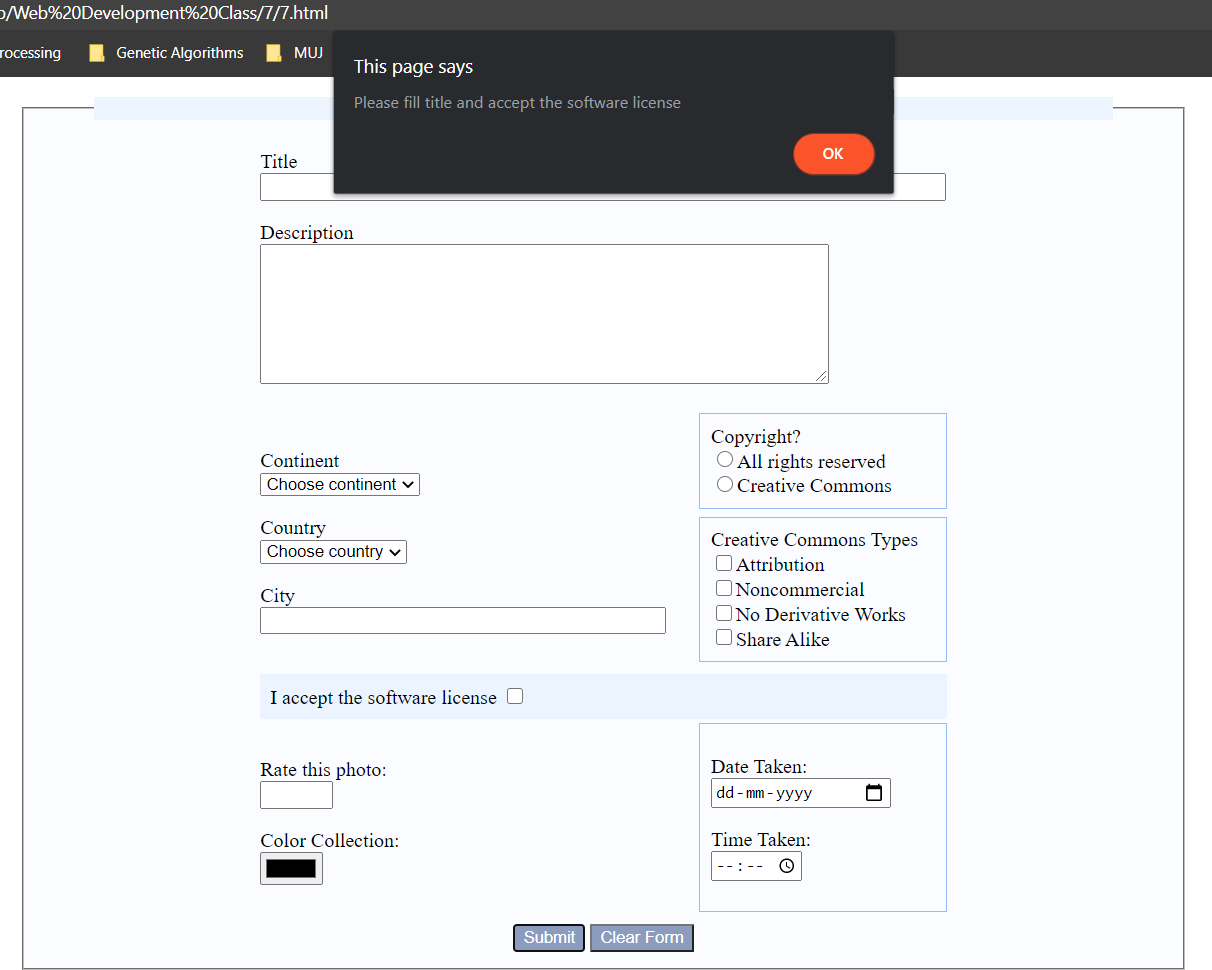 o/Web%20Development%20Class/7/7.html
rocessing Genetic Algorithms MUJ
This page says
Please fill title and accept the software license
OK
Title
Description
Continent
Choose continent
Country
Choose country
City
Copyright?
All rights reserved
Creative Commons
Creative Commons Types
Attribution
Noncommercial
No Derivative Works
Share Alike
I accept the software license
Rate this photo:
Color Collection:
Date Taken:
dd-mm-yyyy
Time Taken:
--:--
Submit Clear Form